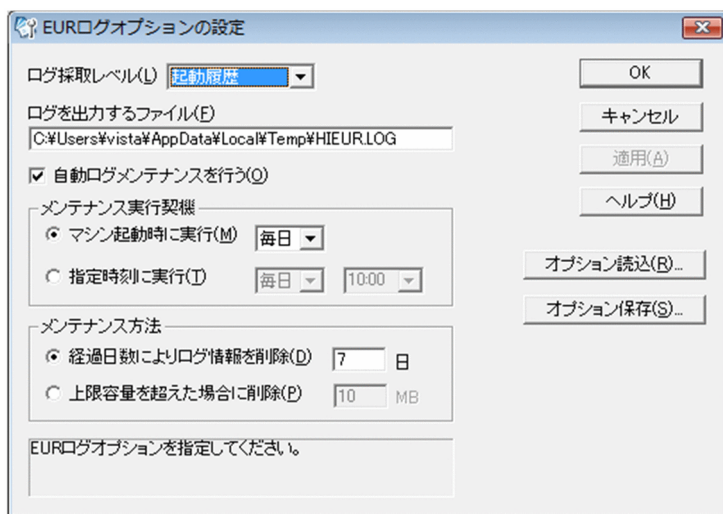 EURログオプションの設定
ログ採取レベル(L) 起動履歴
OK
ログを出力するファイル(F)
C:¥Users¥vista¥AppData¥Local¥Temp¥HIEUR.LOG
キャンセル
適用(A)
自動ログメンテナンスを行う(O)
ヘルプ(H)
メンテナンス実行契機
マシン起動時に実行(M) 毎日
指定時刻に実行(T) 毎日 10:00
オプション読込(R)...
オプション保存(S)...
メンテナンス方法
経過日数によりログ情報を削除(D) 7 日
上限容量を超えた場合に削除(P) 10 MB
EURログオプションを指定してください。